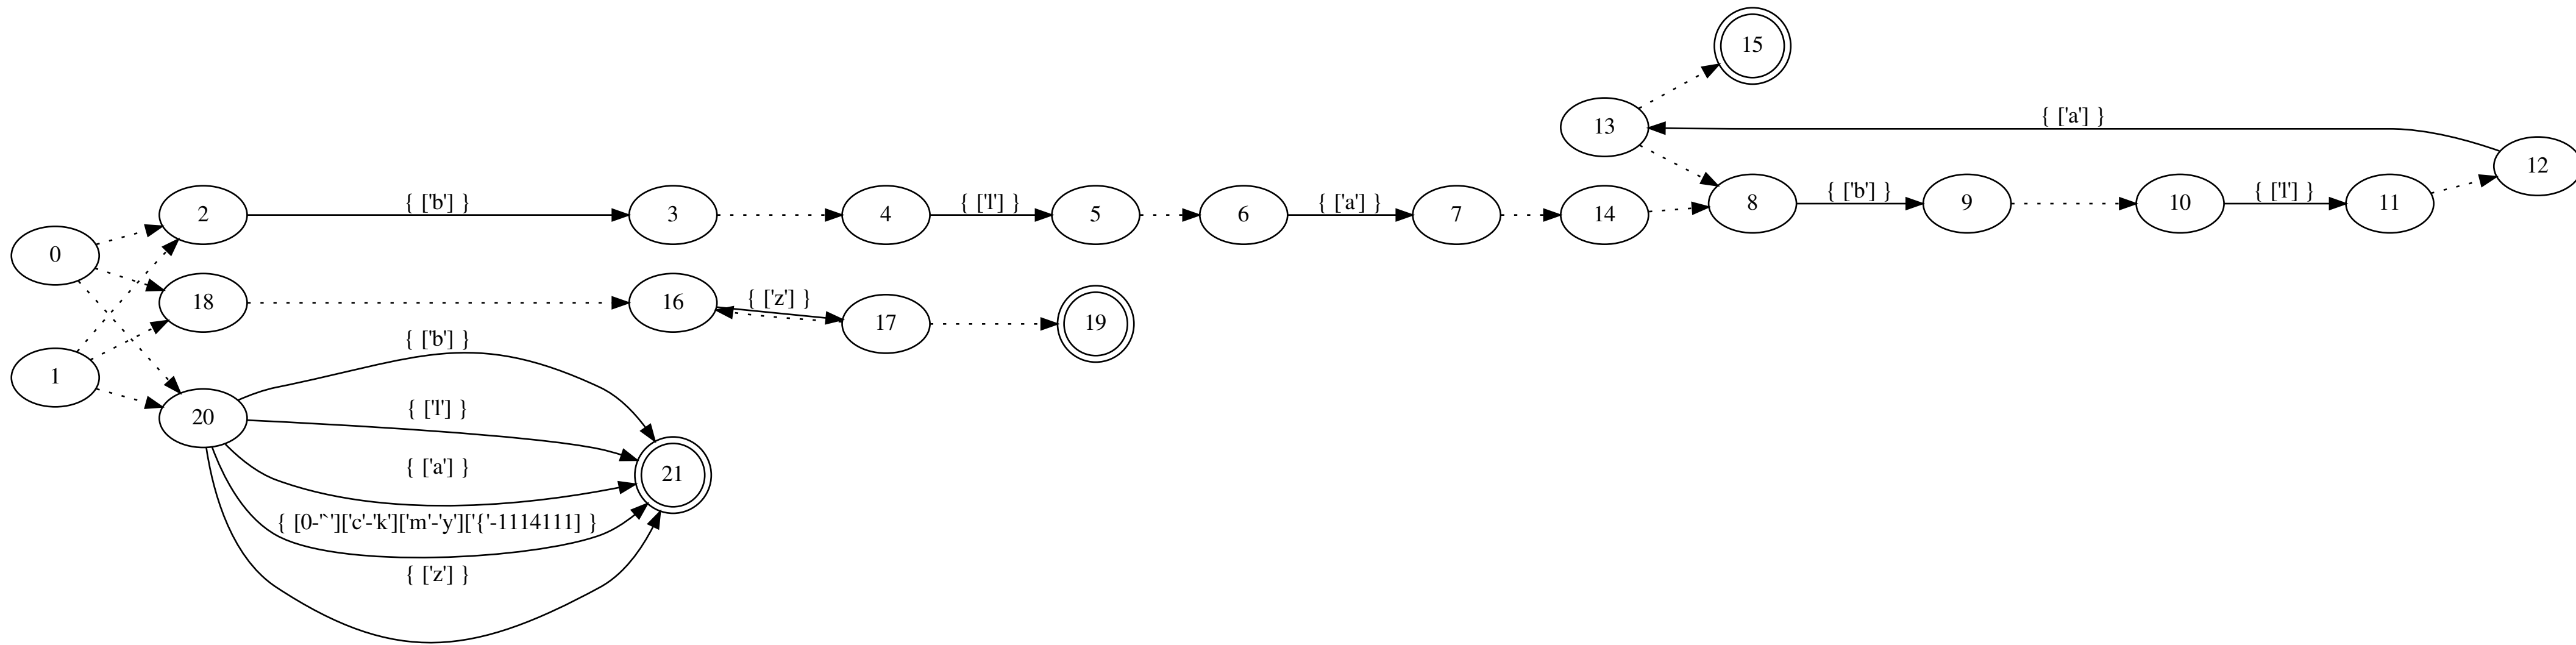 15
13
{ ['a'] }
12
2
{ ['b'] }
3
4
{ ['l'] }
5
6
{ ['a'] }
7
14
8
{ ['b'] }
9
10
{ ['l'] }
11
0
18
16
{ ['z'] }
17
19
1
20
{ ['b'] }
{ ['l'] }
{ ['a'] }
{ [0-'`']['c'-'k']['m'-'y']['{'-1114111] }
{ ['z'] }
21